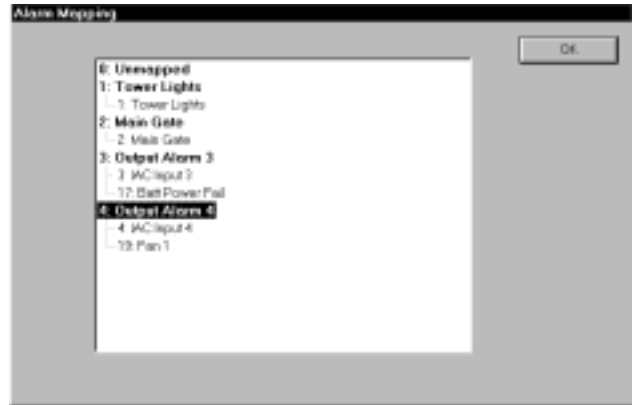 Alarm Mapping
OK
0: Unmapped
1: Tower Lights
1: Tower Lights
2: Main Gate
2: Main Gate
3: Output Alarm 3
3: IAC Input 3
17: Batt Power Fail
4: Output Alarm 4
4: IAC Input 4
19: Fan 1